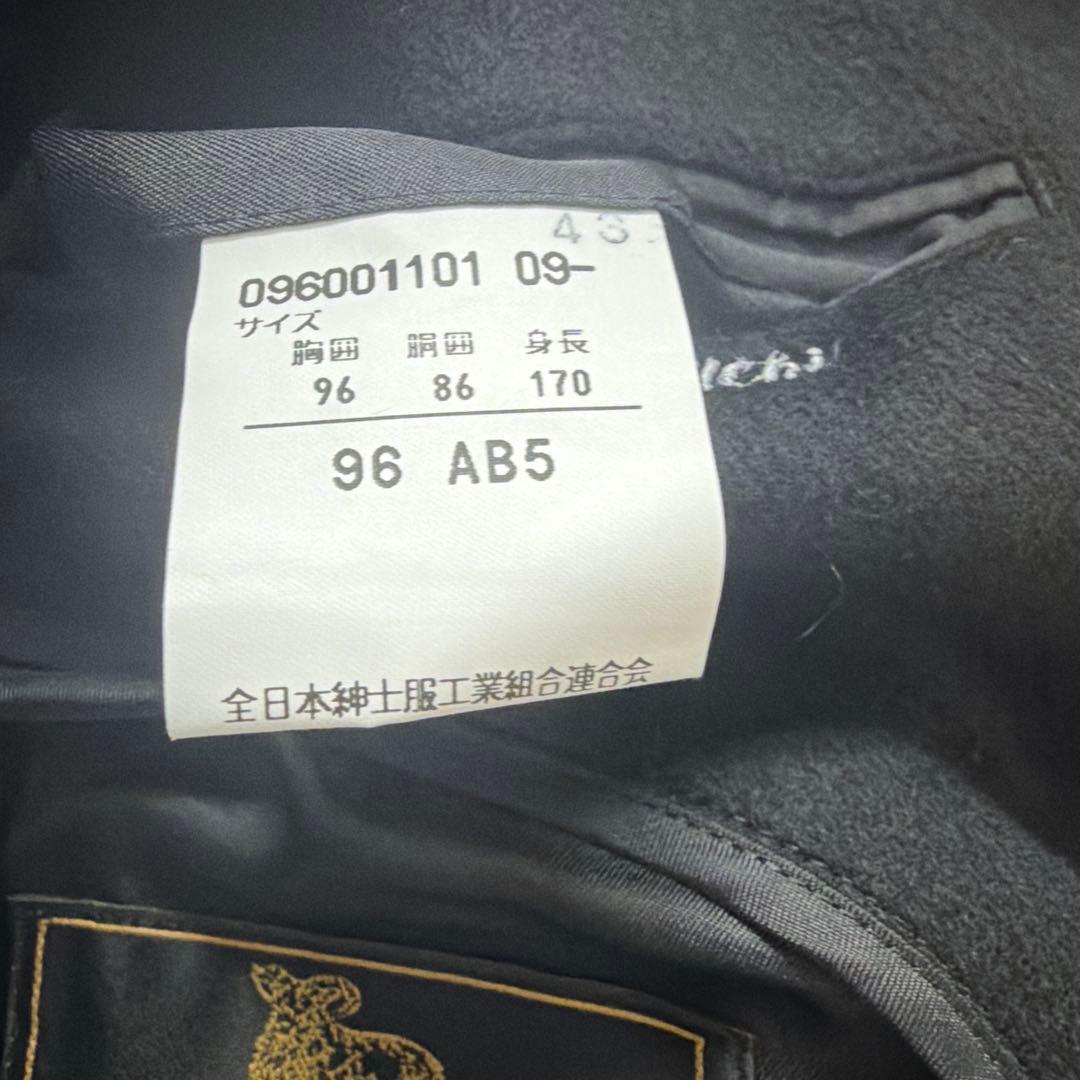 43
096001101 09-
サイズ
胸囲 胴囲 身長
96 86 170
96 AB5
全日本紳士服工業組合連合会